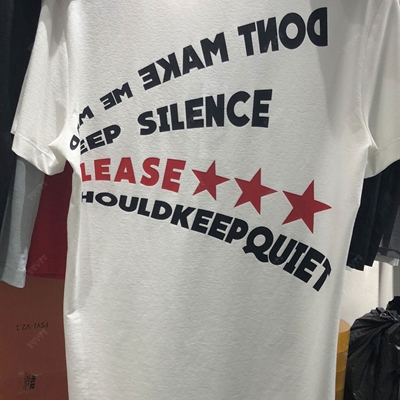 DONT MAKE ME M
EEP SILENCE
LEASE★★★
HOULDKEEPQUIET